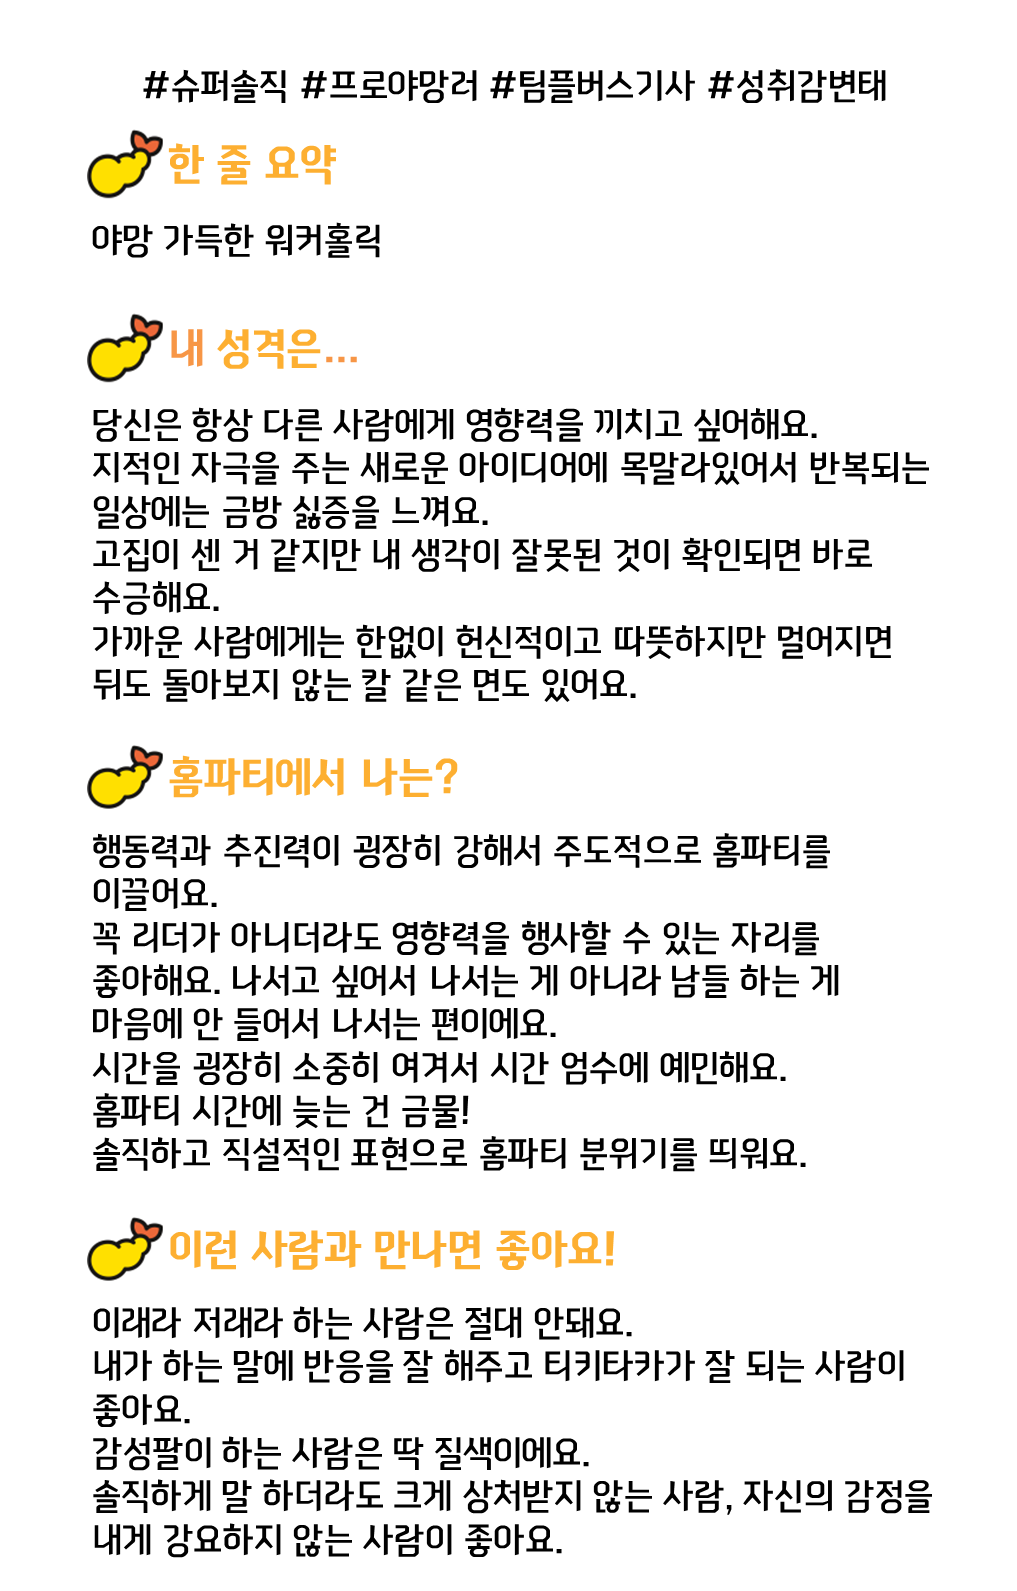 #슈퍼솔직 #프로야망러 #팀플버스기사 #성취감변태
한 줄 요약
야망 가득한 워커홀릭
내 성격은...
당신은 항상 다른 사람에게 영향력을 끼치고 싶어해요.
지적인 자극을 주는 새로운 아이디어에 목말라있어서 반복되는
일상에는 금방 싫증을 느껴요.
고집이 센 거 같지만 내 생각이 잘못된 것이 확인되면 바로
수긍해요.
가까운 사람에게는 한없이 헌신적이고 따뜻하지만 멀어지면
뒤도 돌아보지 않는 칼 같은 면도 있어요.
홈파티에서 나는?
행동력과 추진력이 굉장히 강해서 주도적으로 홈파티를
이끌어요.
꼭 리더가 아니더라도 영향력을 행사할 수 있는 자리를
좋아해요. 나서고 싶어서 나서는 게 아니라 남들 하는 게
마음에 안 들어서 나서는 편이에요.
시간을 굉장히 소중히 여겨서 시간 엄수에 예민해요.
홈파티 시간에 늦는 건 금물!
솔직하고 직설적인 표현으로 홈파티 분위기를 띄워요.
이런 사람과 만나면 좋아요!
이래라 저래라 하는 사람은 절대 안돼요.
내가 하는 말에 반응을 잘 해주고 티키타카가 잘 되는 사람이
좋아요.
감성팔이 하는 사람은 딱 질색이에요.
솔직하게 말 하더라도 크게 상처받지 않는 사람, 자신의 감정을
내게 강요하지 않는 사람이 좋아요.